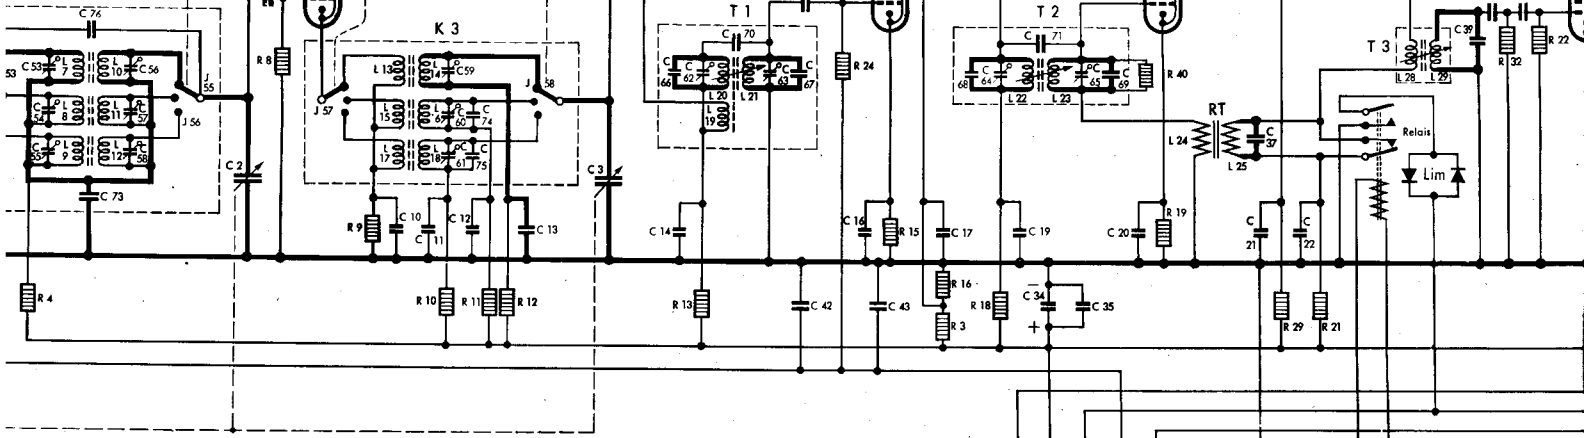 C 76
C 53
L 7
L 10
C 56
53
J 55
C 54
L 8
L 11
C 57
J 56
C 55
L 9
L 12
C 58
C 73
R 4
C 2
R 8
K 3
L 13
L 14
C 59
J 58
J 57
L 15
C 60
C 74
L 17
L 18
C 61
C 75
C 3
R 9
C 10
C 11
C 12
C 13
R 10
R 11
R 12
T 1
C 70
C 66
C 62
C 63
C 67
L 20
L 21
L 19
R 24
C 14
R 13
C 42
C 43
C 16
R 15
C 17
R 16
R 3
T 2
C 71
C 68
C 64
C 65
C 69
L 22
L 23
R 40
C 19
R 18
−
C 34
C 35
+
C 20
R 19
RT
L 24
L 25
C 37
C 21
C 22
R 29
R 21
T 3
L 28
L 29
C 39
R 32
R 22
Relais
Lim